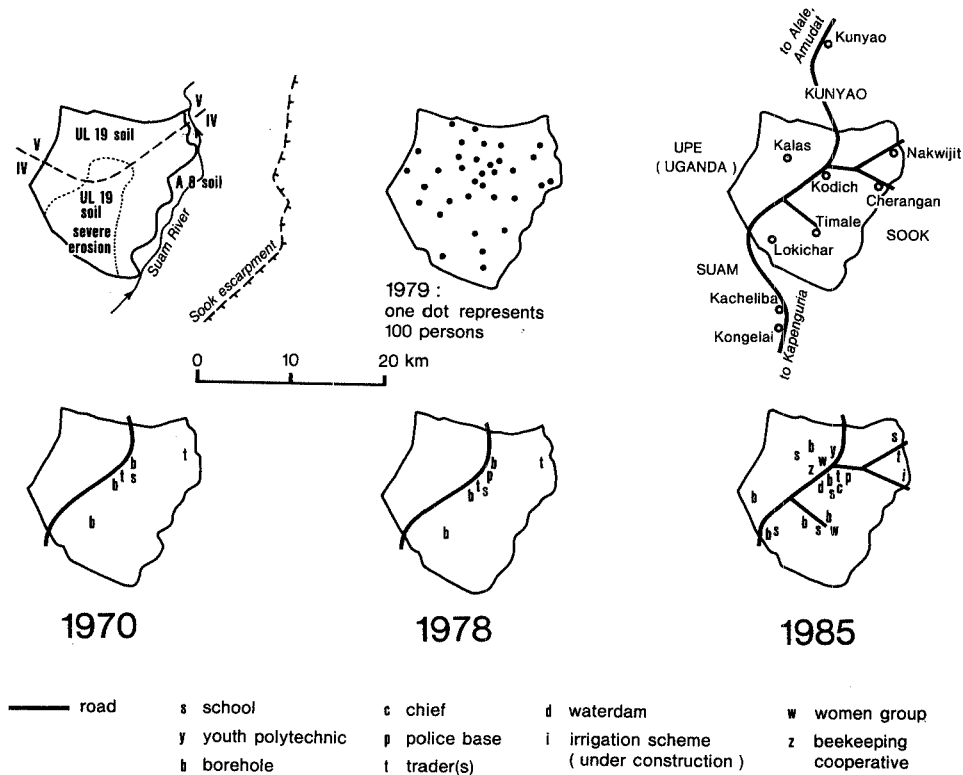 V
IV
UL 19 soil
V
IV
A 8 soil
UL 19
soil
severe
erosion
Suam River
Sook escarpment
1979 :
one dot represents
100 persons
to Alale,
Amudat
Kunyao
KUNYAO
UPE
( UGANDA )
Kalas
Nakwijit
Kodich
Cherangan
Timale
SOOK
Lokichar
SUAM
Kacheliba
Kongelai
to Kapenguria
0 10 20 km
b
t
t
s
b
b
1970
b
p
t
t
s
b
b
1978
s
b
y
s
w
t
z
b
t
p
i
d
s
c
b
b
b
s
w
b
s
1985
road
s school
y youth polytechnic
b borehole
c chief
p police base
t trader(s)
d waterdam
i irrigation scheme
( under construction )
w women group
z beekeeping
cooperative